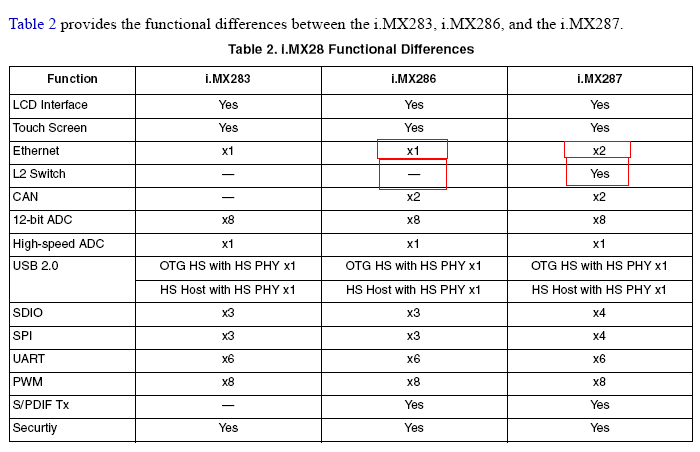 Table 2 provides the functional differences between the i.MX283, i.MX286, and the i.MX287.
Table 2. i.MX28 Functional Differences
Function i.MX283 i.MX286 i.MX287
LCD Interface Yes Yes Yes
Touch Screen Yes Yes Yes
Ethernet x1 x1 x2
L2 Switch — — Yes
CAN — x2 x2
12-bit ADC x8 x8 x8
High-speed ADC x1 x1 x1
USB 2.0 OTG HS with HS PHY x1 OTG HS with HS PHY x1 OTG HS with HS PHY x1
HS Host with HS PHY x1 HS Host with HS PHY x1 HS Host with HS PHY x1
SDIO x3 x3 x4
SPI x3 x3 x4
UART x6 x6 x6
PWM x8 x8 x8
S/PDIF Tx — Yes Yes
Securtiy Yes Yes Yes